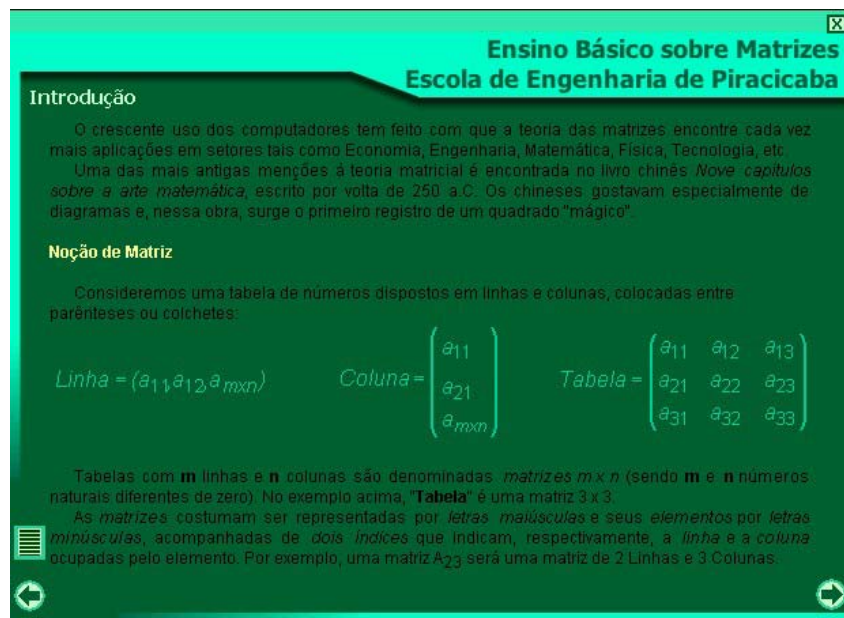 Ensino Básico sobre Matrizes
Escola de Engenharia de Piracicaba
Introdução
O crescente uso dos computadores tem feito com que a teoria das matrizes encontre cada vez
mais aplicações em setores tais como Economia, Engenharia, Matemática, Física, Tecnologia, etc.
Uma das mais antigas menções à teoria matricial é encontrada no livro chinês Nove capítulos
sobre a arte matemática, escrito por volta de 250 a.C. Os chineses gostavam especialmente de
diagramas e, nessa obra, surge o primeiro registro de um quadrado "mágico".
Noção de Matriz
Consideremos uma tabela de números dispostos em linhas e colunas, colocadas entre
parênteses ou colchetes:
Linha = (a11,a12,a mxn)
Coluna = (a11 a21 a mxn)
Tabela = (a11 a12 a13
a21 a22 a23
a31 a32 a33)
Tabelas com m linhas e n colunas são denominadas matrizes m x n (sendo m e n números
naturais diferentes de zero). No exemplo acima, "Tabela" é uma matriz 3 x 3.
As matrizes costumam ser representadas por letras maiúsculas e seus elementos por letras
minúsculas, acompanhadas de dois índices que indicam, respectivamente, a linha e a coluna
ocupadas pelo elemento. Por exemplo, uma matriz A23 será uma matriz de 2 Linhas e 3 Colunas.